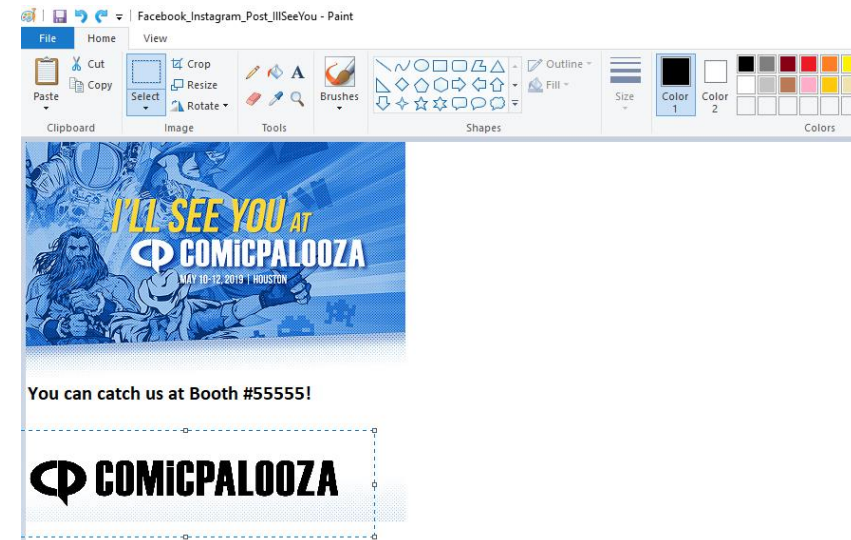 Facebook_Instagram_Post_IllSeeYou - Paint
File Home View
Paste
Cut
Copy
Clipboard
Select
Crop
Resize
Rotate
Image
A
Tools
Brushes
Outline
Fill
Shapes
Size
Color 1
Color 2
Colors
I'LL SEE YOU AT
CP COMiCPALOOZA
MAY 10-12, 2019 | HOUSTON
You can catch us at Booth #55555!
CP COMiCPALOOZA